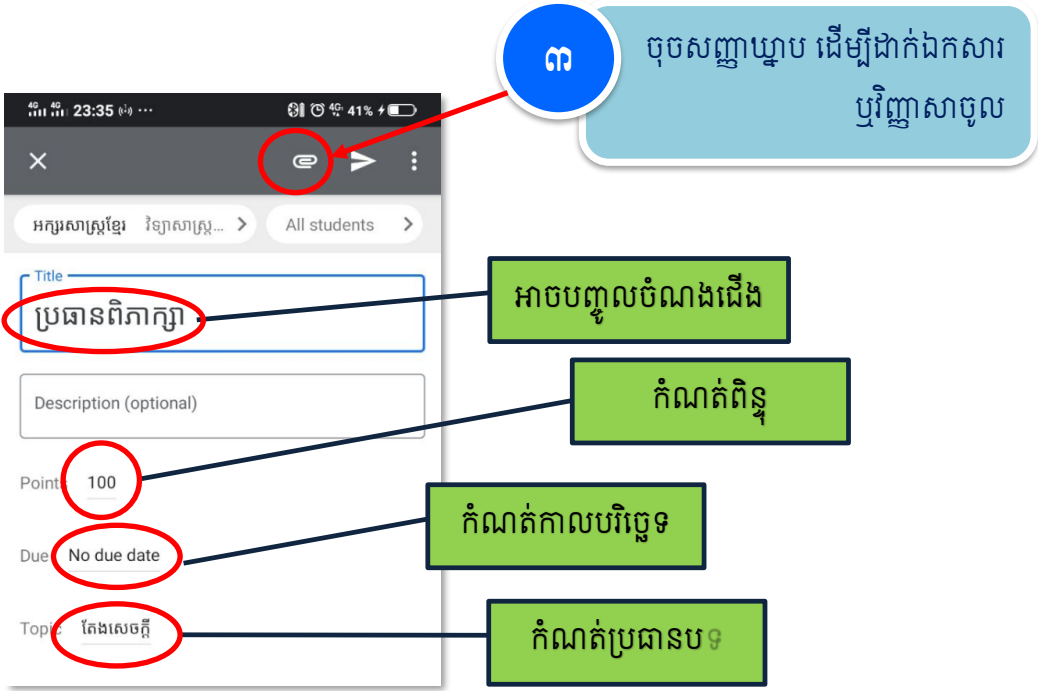 ៣
ចុចសញ្ញាឃ្នាប ដើម្បីដាក់ឯកសារ
ឬវិញ្ញាសាចូល
4G 4G 23:35 ··· 4G 41%
អក្សរសាស្ត្រខ្មែរ វិទ្យាសាស្ត្រ... All students
Title
ប្រធានពិភាក្សា
អាចបញ្ចូលចំណងជើង
Description (optional)
កំណត់ពិន្ទុ
Points 100
កំណត់កាលបរិច្ឆេទ
Due No due date
Topic តែងសេចក្តី
កំណត់ប្រធានបទ